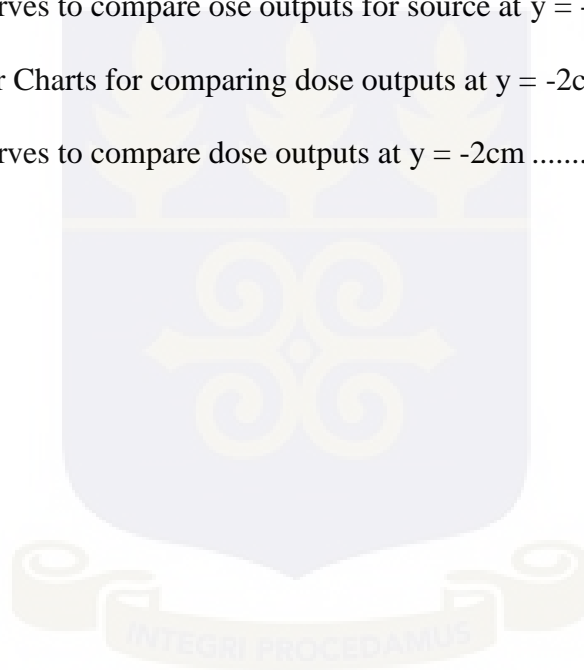 rves to compare ose outputs for source at y = -
r Charts for comparing dose outputs at y = -2c
rves to compare dose outputs at y = -2cm .......
INTEGRI PROCEDAMUS